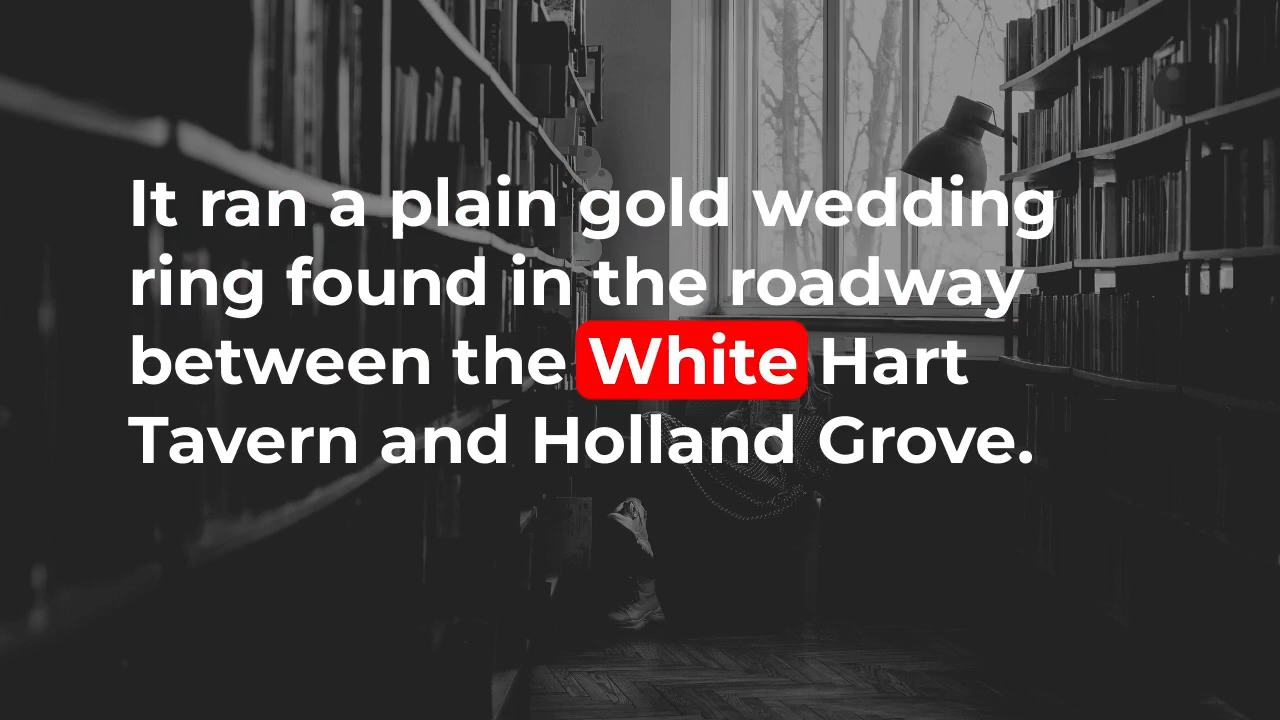 It ran a plain gold wedding
ring found in the roadway
between the White Hart
Tavern and Holland Grove.